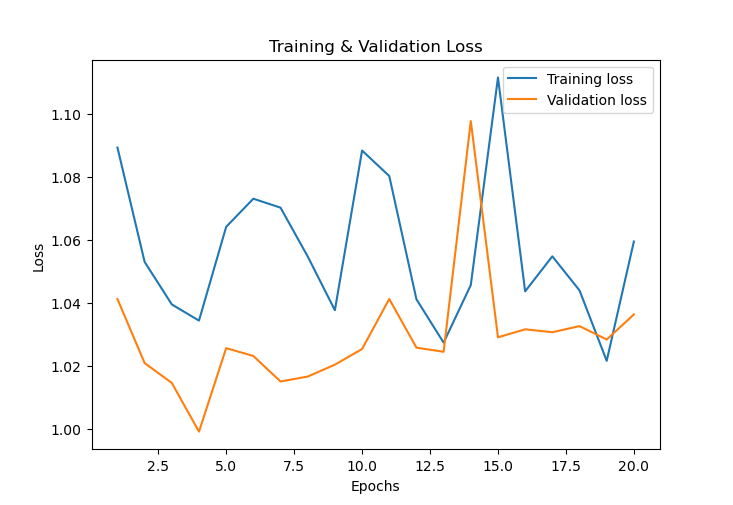 Training & Validation Loss
Training loss
Validation loss
Loss
1.10
1.08
1.06
1.04
1.02
1.00
2.5 5.0 7.5 10.0 12.5 15.0 17.5 20.0
Epochs